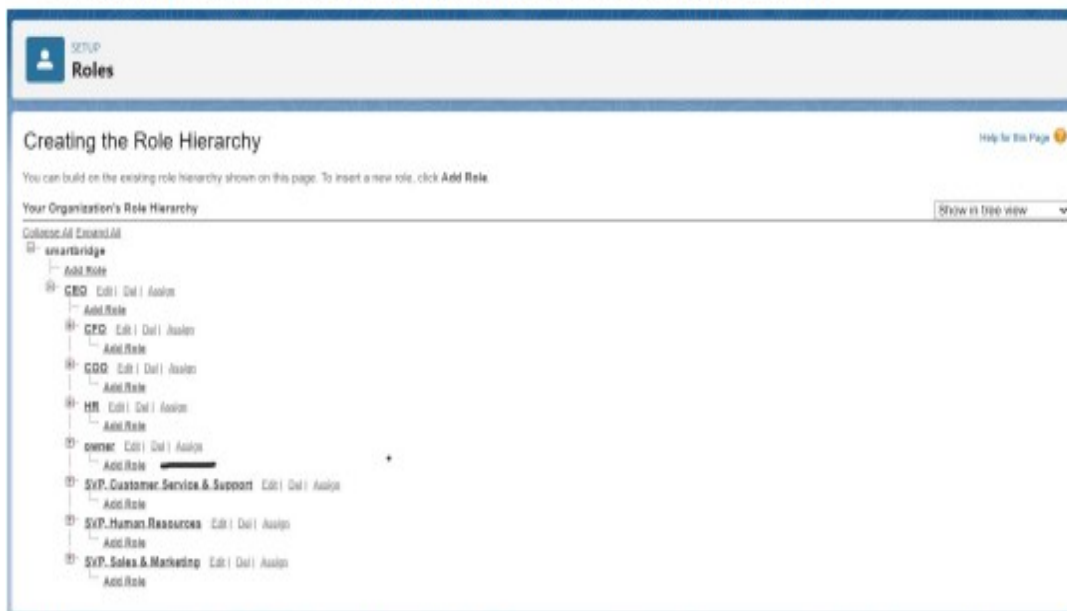 SETUP
Roles
Creating the Role Hierarchy
Help for this Page
You can build on the existing role hierarchy shown on this page. To insert a new role, click Add Role.
Your Organization's Role Hierarchy
Show in tree view
Collapse All Expand All
smartbridge
Add Role
CEO Edit | Del | Assign
Add Role
CFO Edit | Del | Assign
Add Role
COO Edit | Del | Assign
Add Role
HR Edit | Del | Assign
Add Role
owner Edit | Del | Assign
Add Role
SVP, Customer Service & Support Edit | Del | Assign
Add Role
SVP, Human Resources Edit | Del | Assign
Add Role
SVP, Sales & Marketing Edit | Del | Assign
Add Role